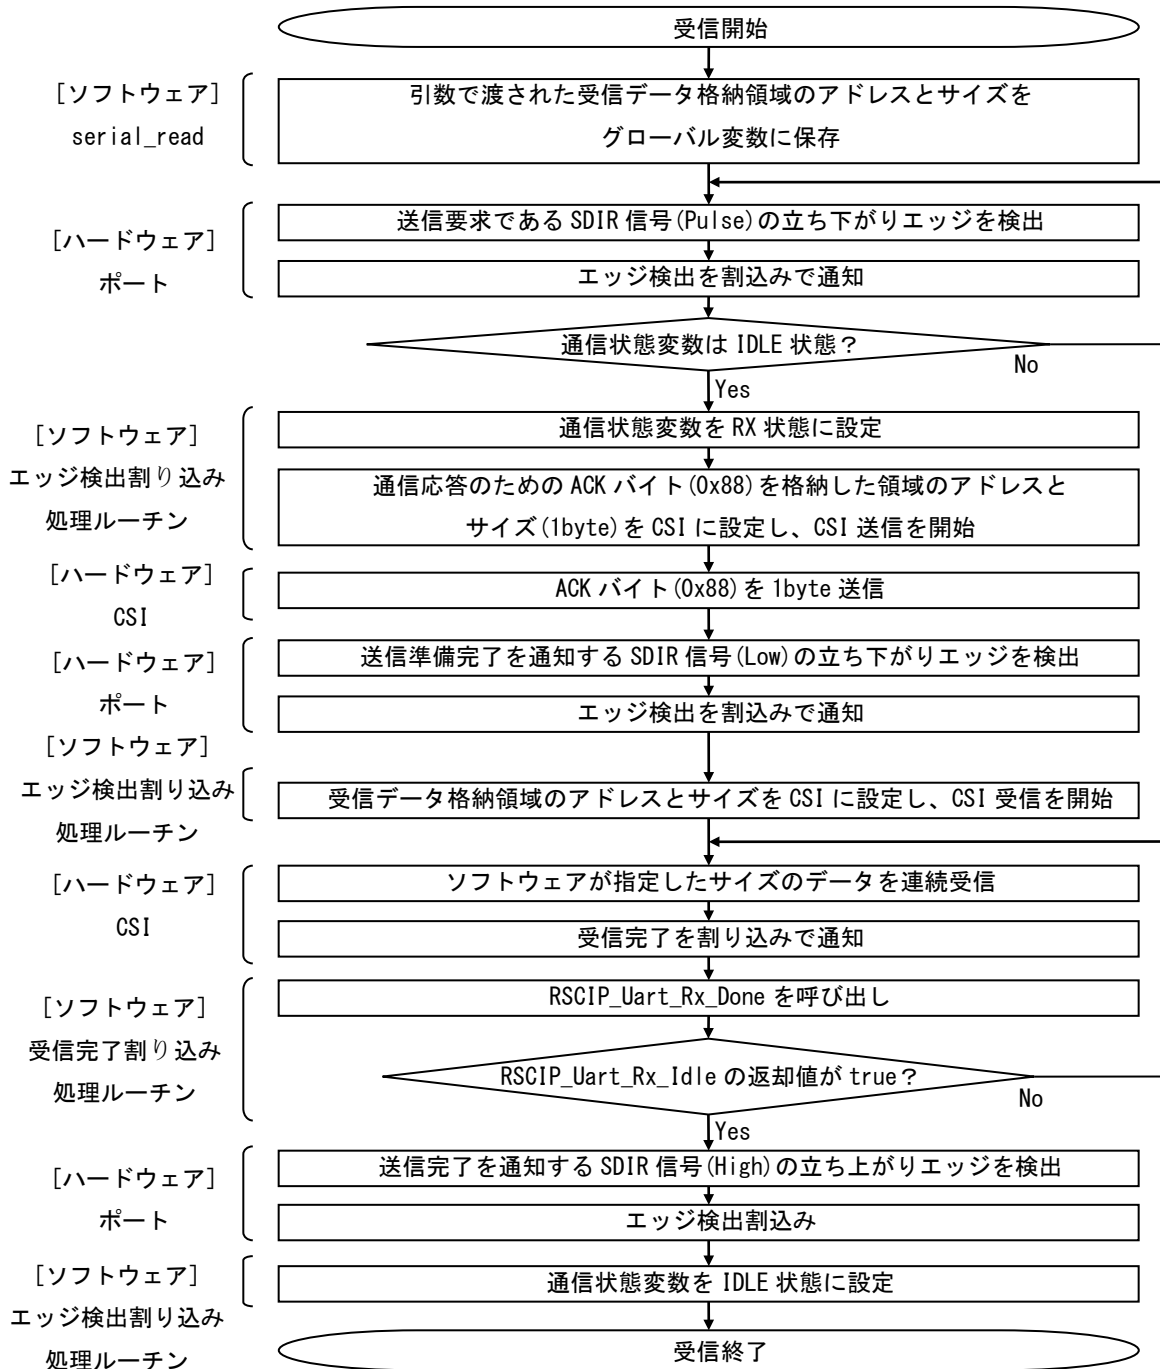 受信開始
[ソフトウェア]
serial_read
引数で渡された受信データ格納領域のアドレスとサイズを
グローバル変数に保存
[ハードウェア]
ポート
送信要求である SDIR 信号(Pulse)の立ち下がりエッジを検出
エッジ検出を割込みで通知
通信状態変数は IDLE 状態？
No
Yes
[ソフトウェア]
エッジ検出割り込み
処理ルーチン
通信状態変数を RX 状態に設定
通信応答のための ACK バイト(0x88)を格納した領域のアドレスと
サイズ(1byte)を CSI に設定し、CSI 送信を開始
[ハードウェア]
CSI
ACK バイト(0x88)を 1byte 送信
[ハードウェア]
ポート
送信準備完了を通知する SDIR 信号(Low)の立ち下がりエッジを検出
エッジ検出を割込みで通知
[ソフトウェア]
エッジ検出割り込み
処理ルーチン
受信データ格納領域のアドレスとサイズを CSI に設定し、CSI 受信を開始
[ハードウェア]
CSI
ソフトウェアが指定したサイズのデータを連続受信
受信完了を割り込みで通知
[ソフトウェア]
受信完了割り込み
処理ルーチン
RSCIP_Uart_Rx_Done を呼び出し
RSCIP_Uart_Rx_Idle の返却値が true？
No
Yes
[ハードウェア]
ポート
送信完了を通知する SDIR 信号(High)の立ち上がりエッジを検出
エッジ検出割込み
[ソフトウェア]
エッジ検出割り込み
処理ルーチン
通信状態変数を IDLE 状態に設定
受信終了